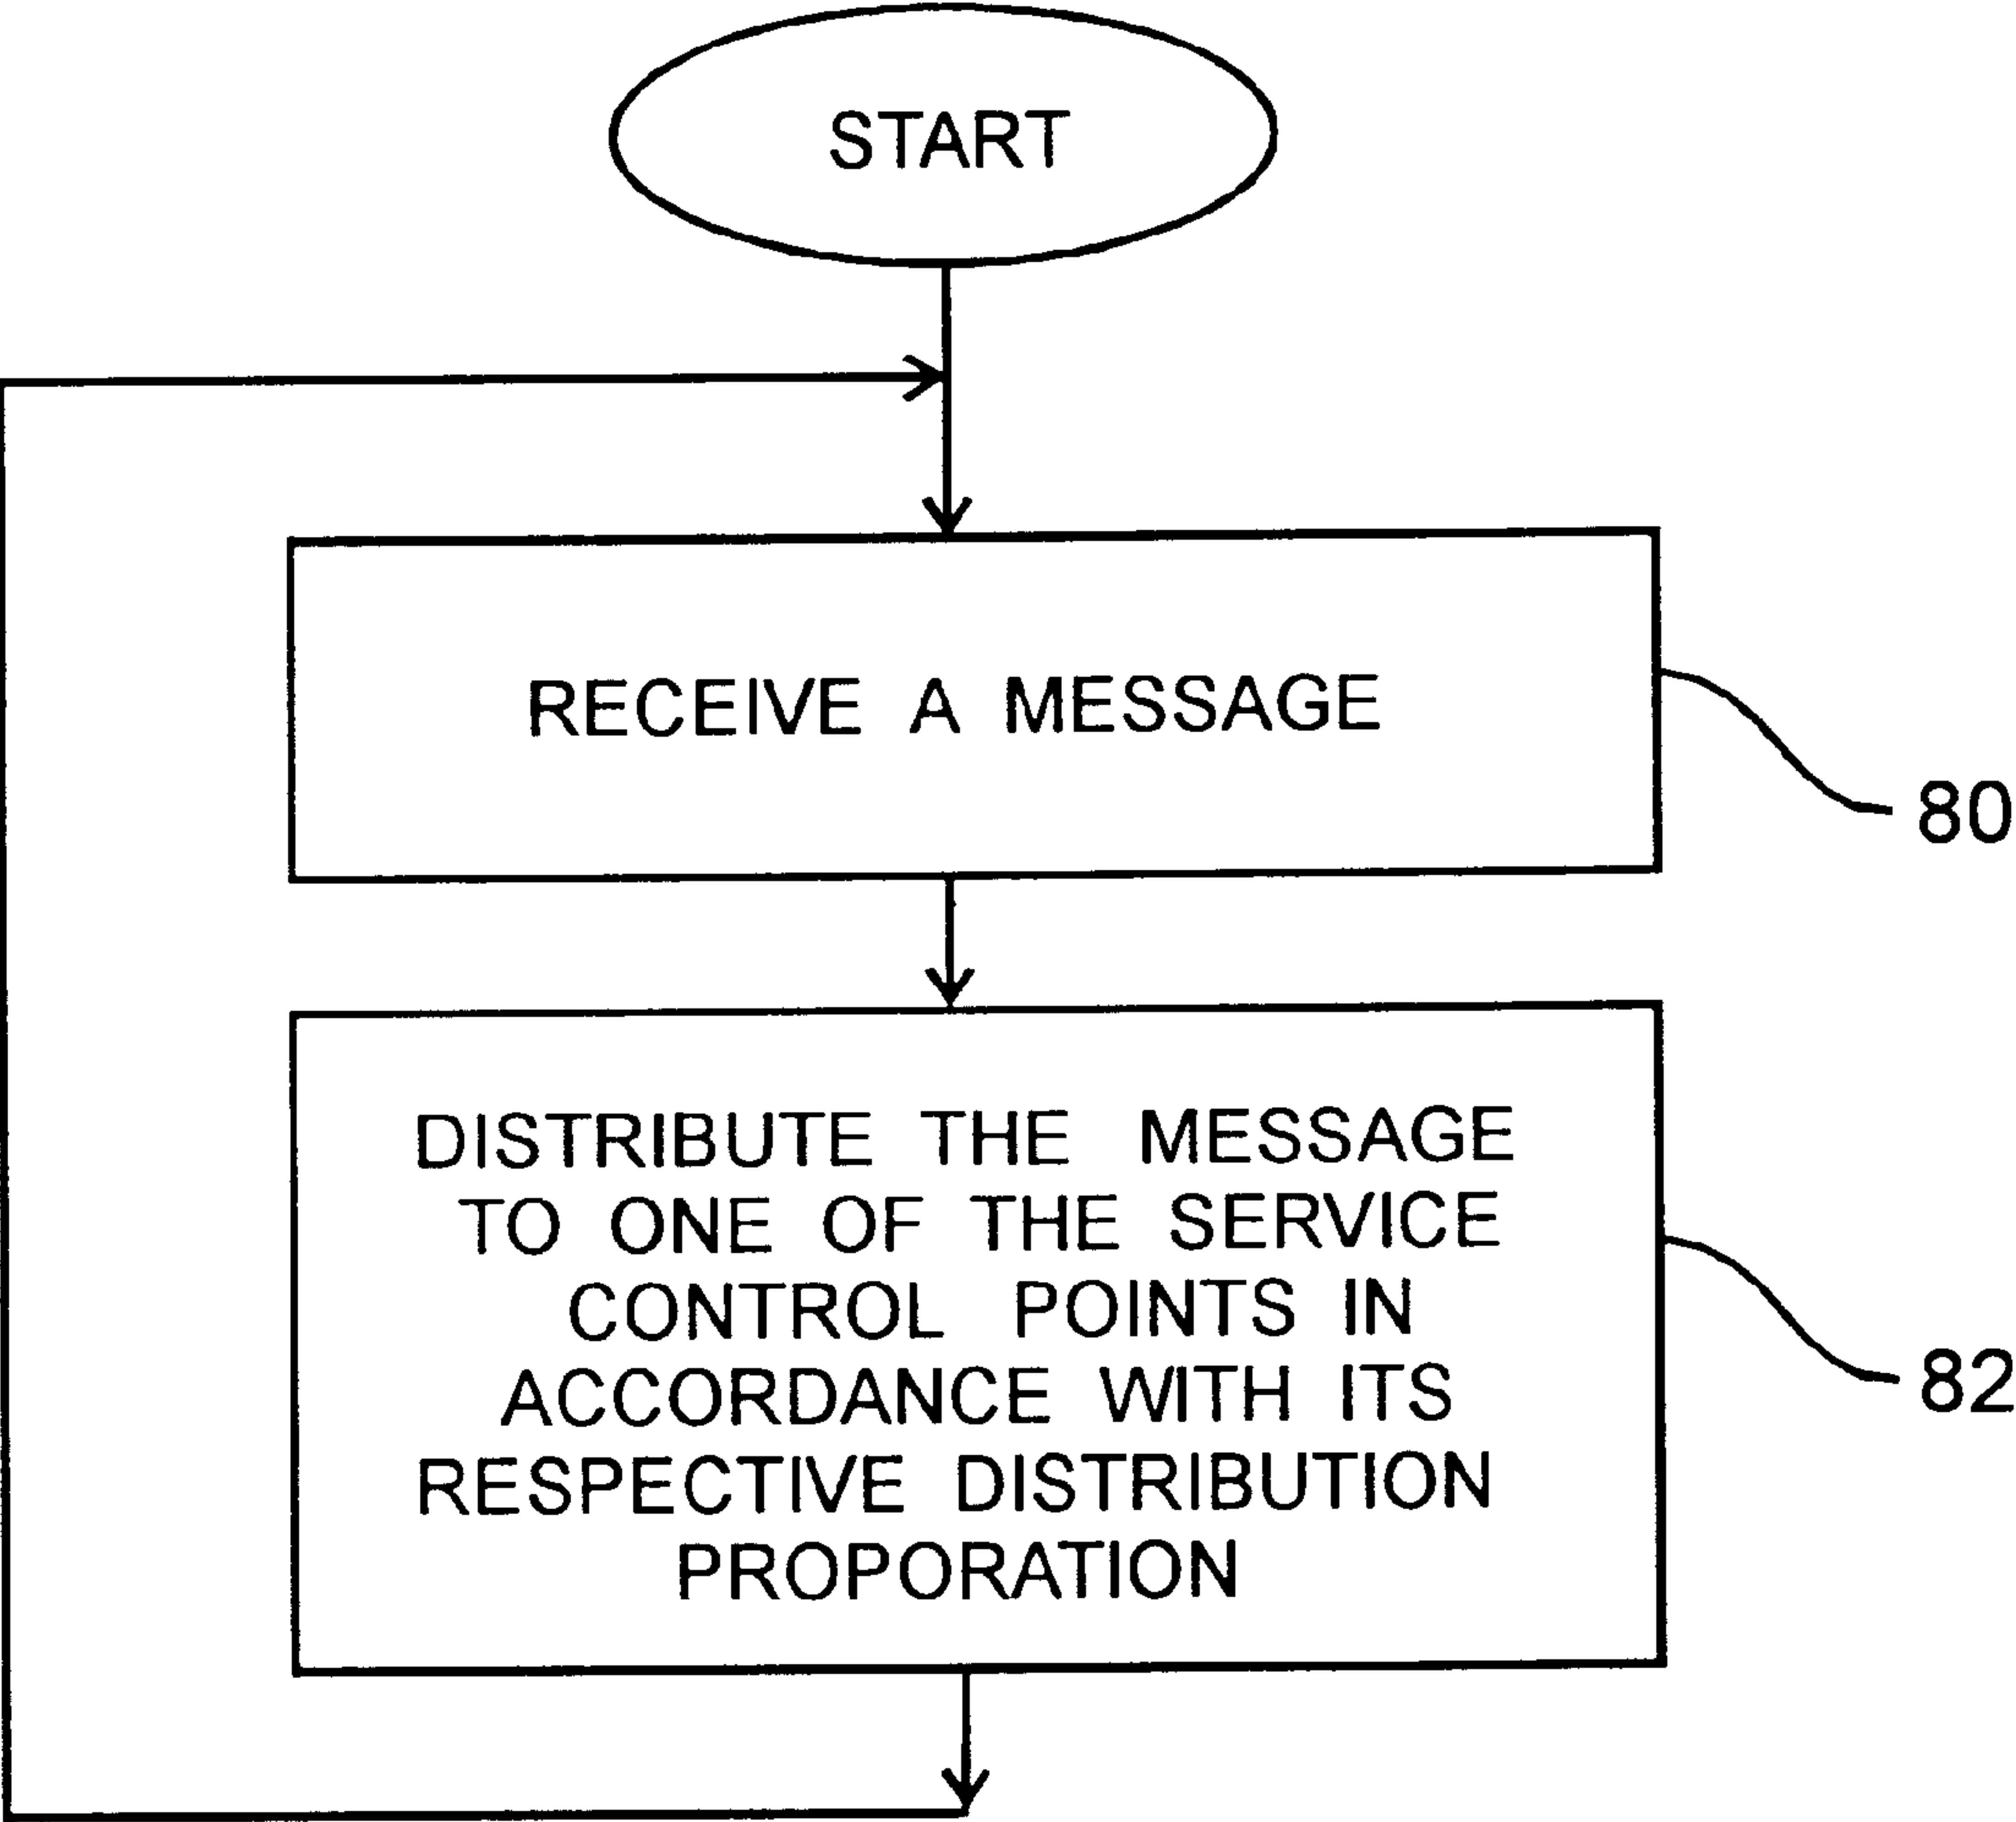 START
RECEIVE A MESSAGE
80
DISTRIBUTE THE MESSAGE
TO ONE OF THE SERVICE
CONTROL POINTS IN
ACCORDANCE WITH ITS
RESPECTIVE DISTRIBUTION
PROPORATION
82